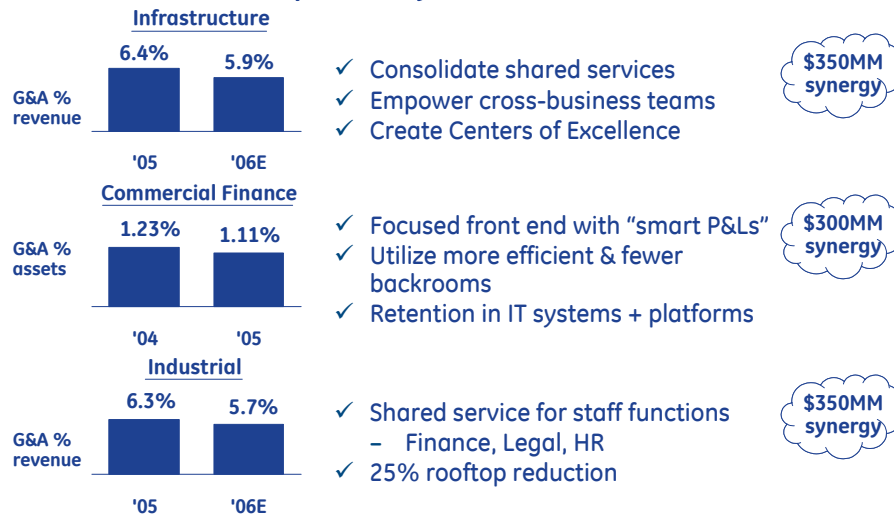 Infrastructure
6.4%
5.9%
G&A %
revenue
'05
'06E
✓ Consolidate shared services
✓ Empower cross-business teams
✓ Create Centers of Excellence
$350MM
synergy
Commercial Finance
1.23%
1.11%
G&A %
assets
'04
'05
✓ Focused front end with “smart P&Ls”
✓ Utilize more efficient & fewer
backrooms
✓ Retention in IT systems + platforms
$300MM
synergy
Industrial
6.3%
5.7%
G&A %
revenue
'05
'06E
✓ Shared service for staff functions
– Finance, Legal, HR
✓ 25% rooftop reduction
$350MM
synergy